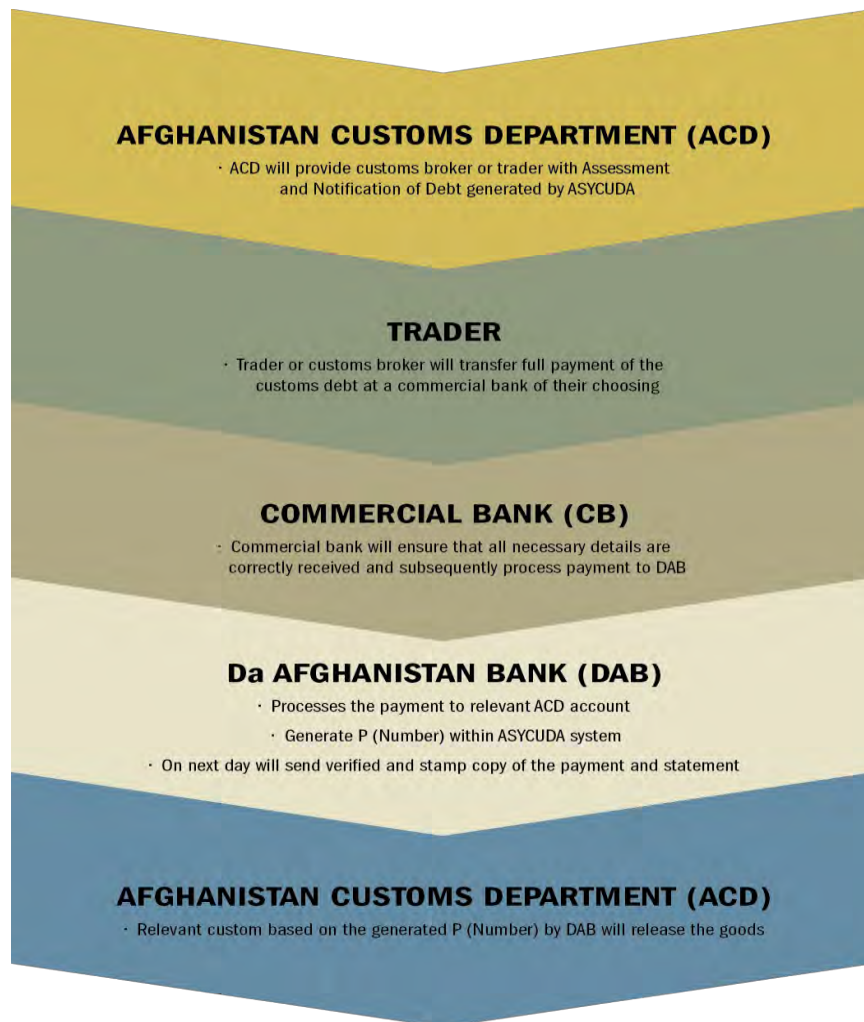 AFGHANISTAN CUSTOMS DEPARTMENT (ACD)
· ACD will provide customs broker or trader with Assessment
and Notification of Debt generated by ASYCUDA
TRADER
· Trader or customs broker will transfer full payment of the
customs debt at a commercial bank of their choosing
COMMERCIAL BANK (CB)
· Commercial bank will ensure that all necessary details are
correctly received and subsequently process payment to DAB
Da AFGHANISTAN BANK (DAB)
· Processes the payment to relevant ACD account
· Generate P (Number) within ASYCUDA system
· On next day will send verified and stamp copy of the payment and statement
AFGHANISTAN CUSTOMS DEPARTMENT (ACD)
· Relevant custom based on the generated P (Number) by DAB will release the goods